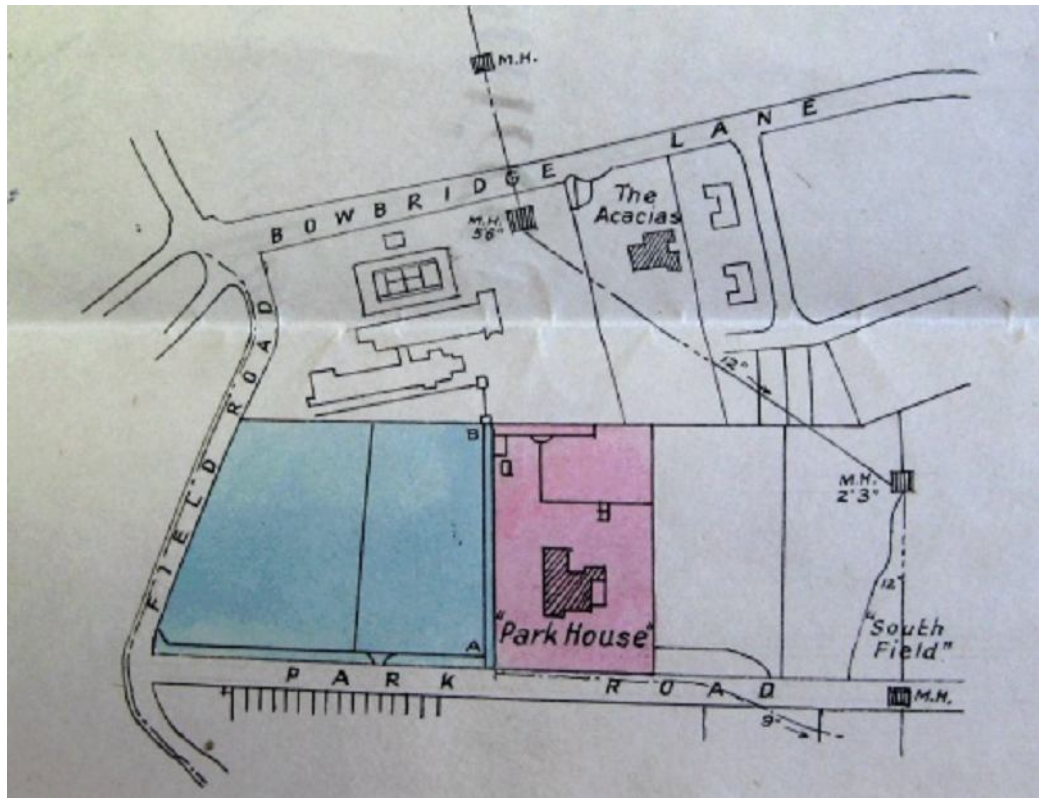 M.H.
BOWBRIDGE LANE
M.H.
5'6"
The
Acacias
FIELD ROAD
12"
B
M.H.
2'3"
12"
"Park House"
"South
Field"
A
PARK ROAD
M.H.
9"